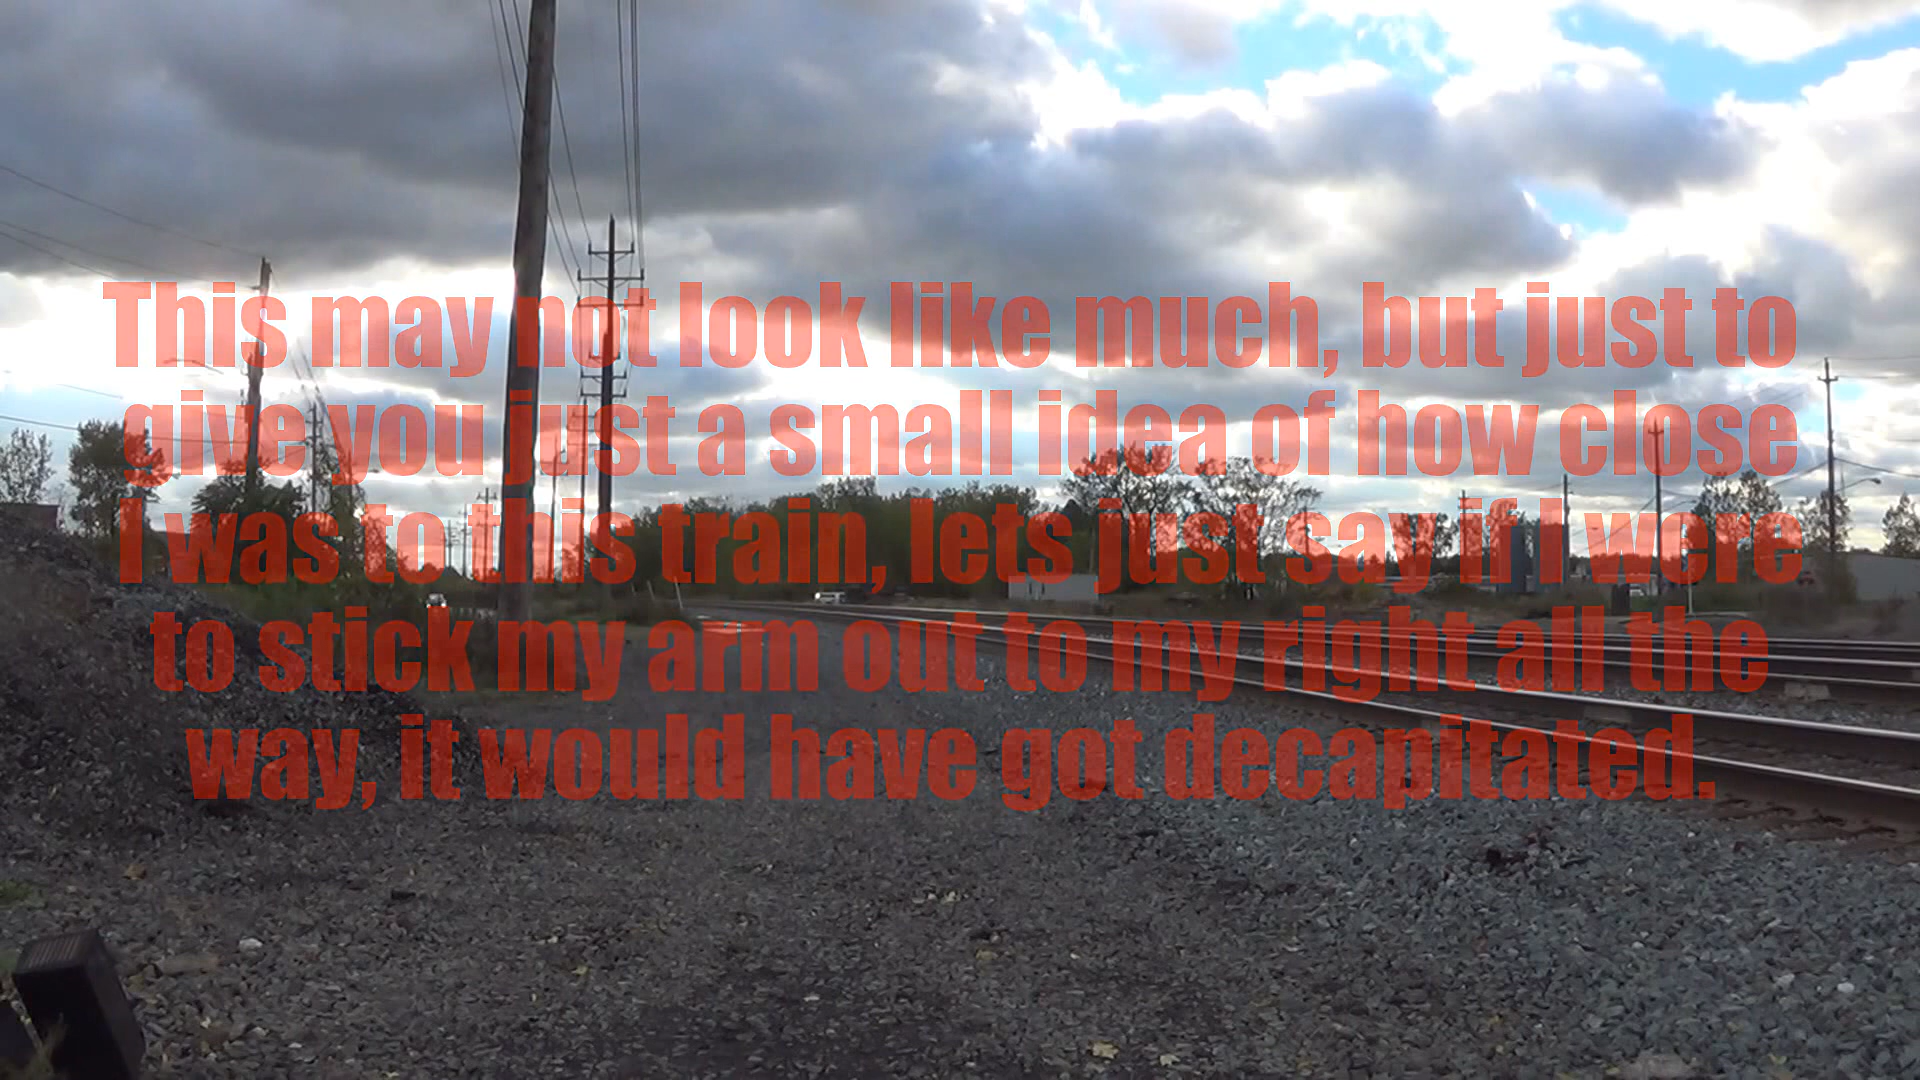 This may not look like much, but just to
give you just a small idea of how close
I was to this train, lets just say if I were
to stick my arm out to my right all the
way, it would have got decapitated.